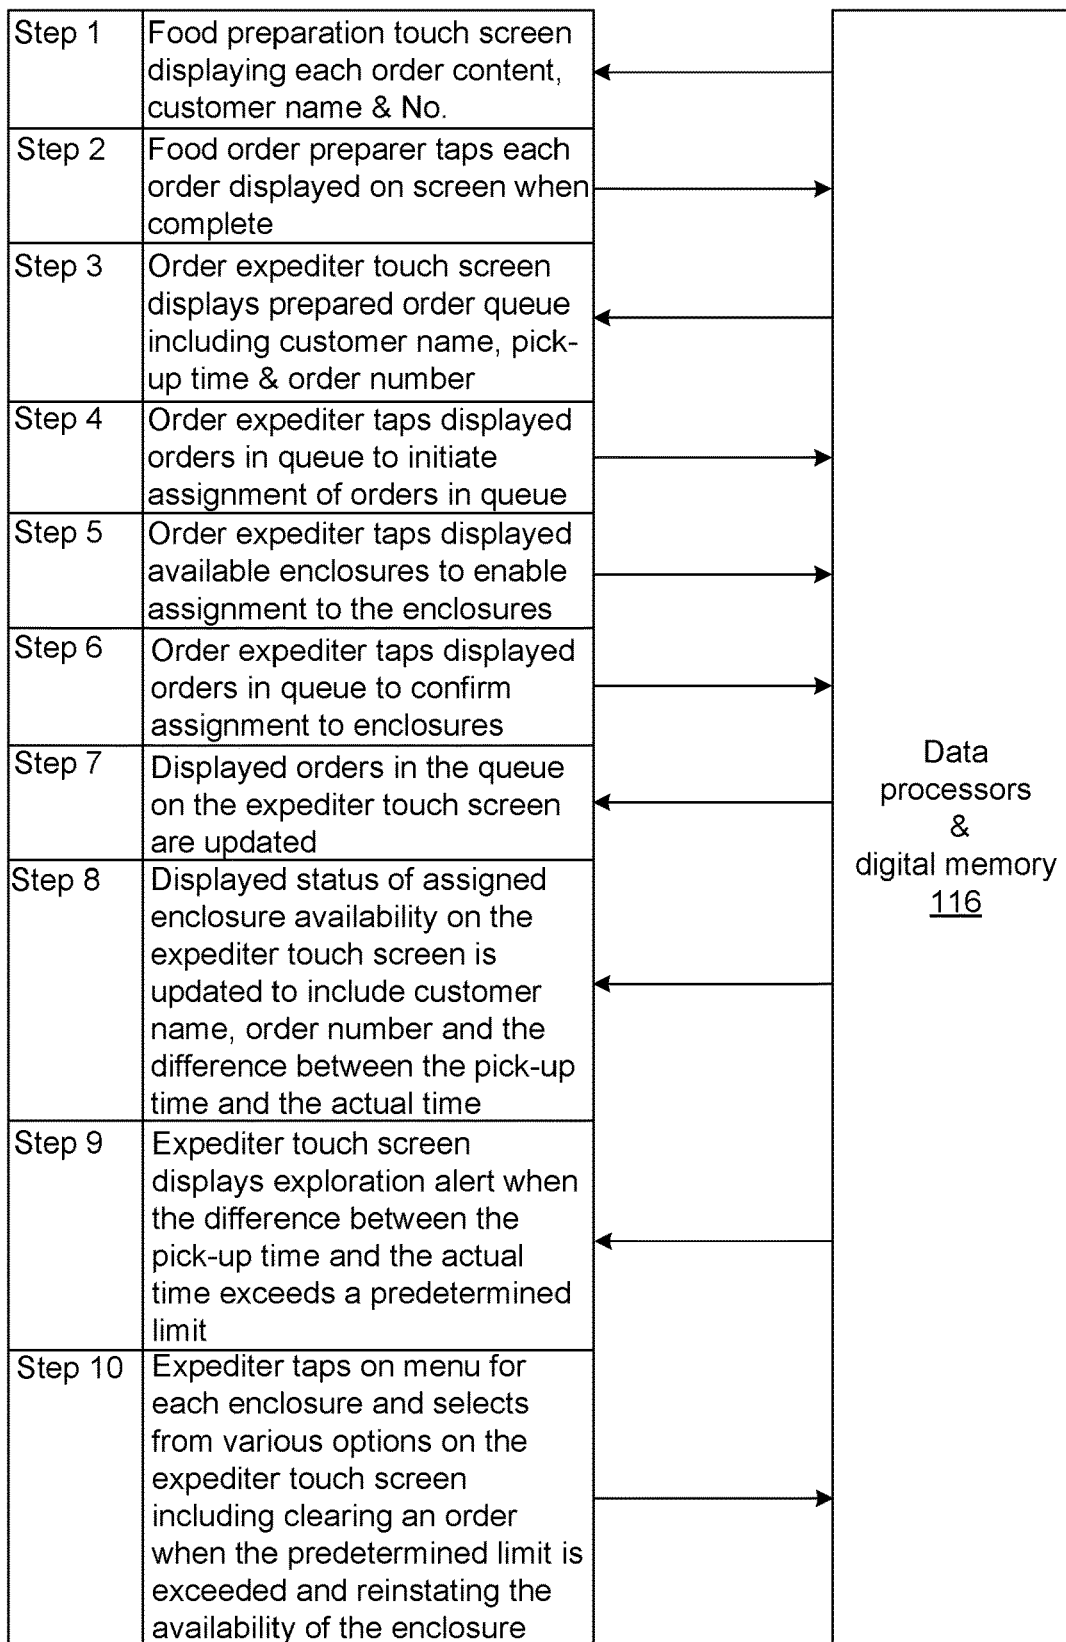 Step 1
Food preparation touch screen
displaying each order content,
customer name & No.
Step 2
Food order preparer taps each
order displayed on screen when
complete
Step 3
Order expediter touch screen
displays prepared order queue
including customer name, pick-
up time & order number
Step 4
Order expediter taps displayed
orders in queue to initiate
assignment of orders in queue
Step 5
Order expediter taps displayed
available enclosures to enable
assignment to the enclosures
Step 6
Order expediter taps displayed
orders in queue to confirm
assignment to enclosures
Step 7
Displayed orders in the queue
on the expediter touch screen
are updated
Step 8
Displayed status of assigned
enclosure availability on the
expediter touch screen is
updated to include customer
name, order number and the
difference between the pick-up
time and the actual time
Step 9
Expediter touch screen
displays exploration alert when
the difference between the
pick-up time and the actual
time exceeds a predetermined
limit
Step 10
Expediter taps on menu for
each enclosure and selects
from various options on the
expediter touch screen
including clearing an order
when the predetermined limit is
exceeded and reinstating the
availability of the enclosure
Data
processors
&
digital memory
116